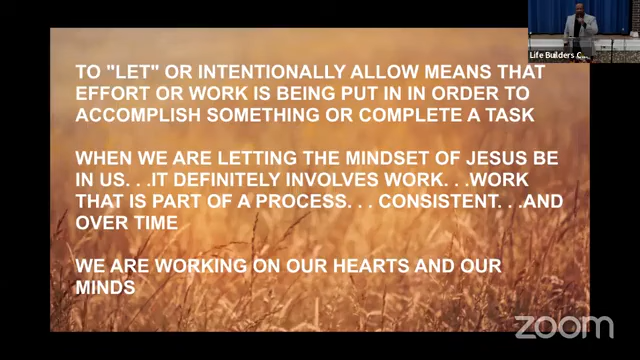 TO "LET" OR INTENTIONALLY ALLOW MEANS THAT
EFFORT OR WORK IS BEING PUT IN IN ORDER TO
ACCOMPLISH SOMETHING OR COMPLETE A TASK
WHEN WE ARE LETTING THE MINDSET OF JESUS BE
IN US. . .IT DEFINITELY INVOLVES WORK. . .WORK
THAT IS PART OF A PROCESS. . . CONSISTENT. . .AND
OVER TIME
WE ARE WORKING ON OUR HEARTS AND OUR
MINDS
Life Builders C...
zoom